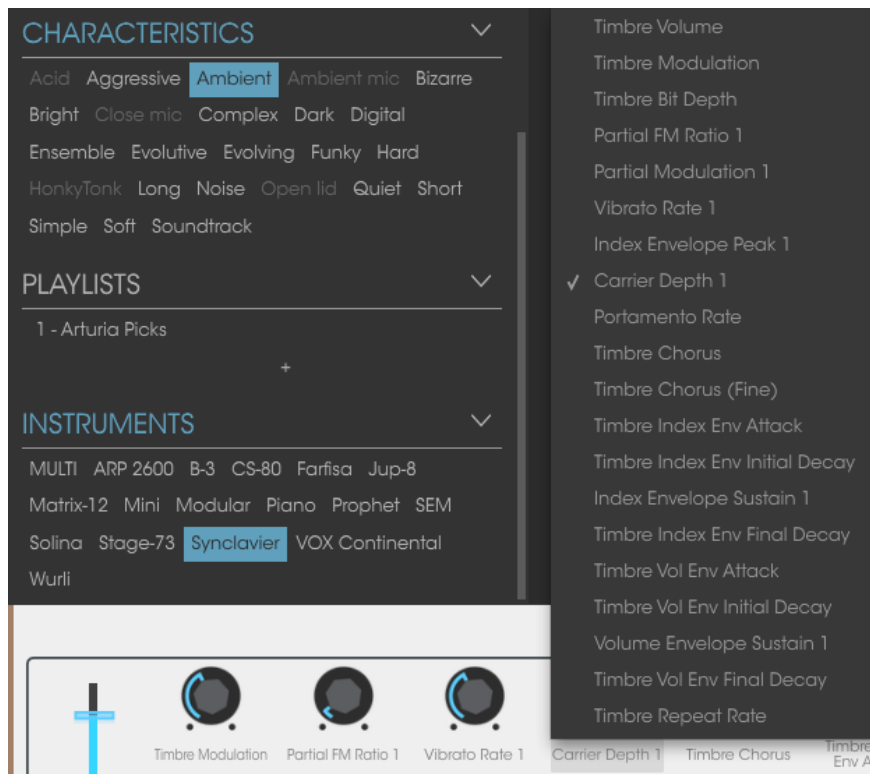 CHARACTERISTICS
Acid Aggressive Ambient Ambient mic Bizarre
Bright Close mic Complex Dark Digital
Ensemble Evolutive Evolving Funky Hard
HonkyTonk Long Noise Open lid Quiet Short
Simple Soft Soundtrack
PLAYLISTS
1 - Arturia Picks
+
INSTRUMENTS
MULTI ARP 2600 B-3 CS-80 Farfisa Jup-8
Matrix-12 Mini Modular Piano Prophet SEM
Solina Stage-73 Synclavier VOX Continental
Wurli
Timbre Volume
Timbre Modulation
Timbre Bit Depth
Partial FM Ratio 1
Partial Modulation 1
Vibrato Rate 1
Index Envelope Peak 1
✓ Carrier Depth 1
Portamento Rate
Timbre Chorus
Timbre Chorus (Fine)
Timbre Index Env Attack
Timbre Index Env Initial Decay
Index Envelope Sustain 1
Timbre Index Env Final Decay
Timbre Vol Env Attack
Timbre Vol Env Initial Decay
Volume Envelope Sustain 1
Timbre Vol Env Final Decay
Timbre Repeat Rate
Timbre Modulation Partial FM Ratio 1 Vibrato Rate 1 Carrier Depth 1 Timbre Chorus Timbre
Env A